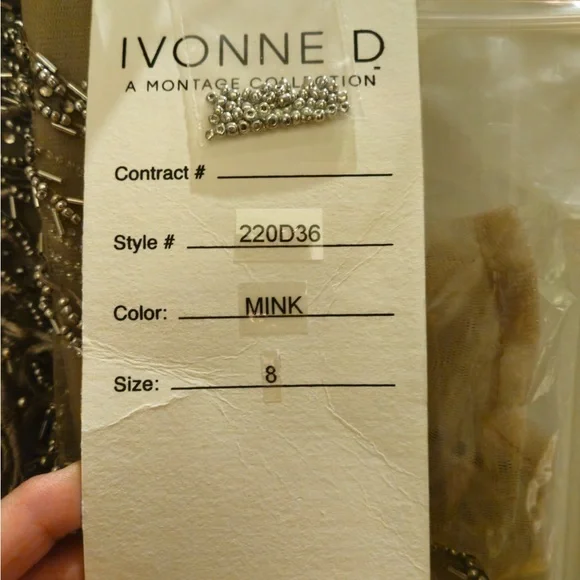 IVONNE D
A MONTAGE COLLECTION
Contract #
Style # 220D36
Color: MINK
Size: 8